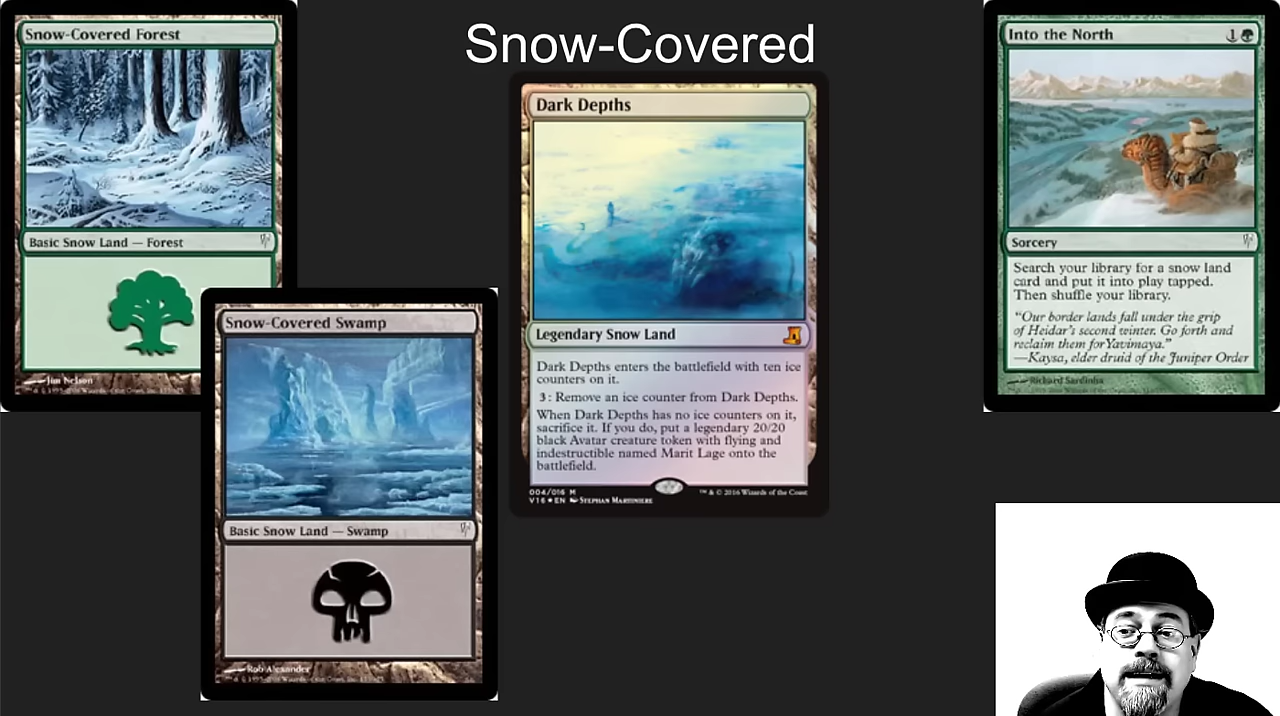 Snow-Covered
Snow-Covered Forest
Basic Snow Land — Forest
Jim Nelson
Snow-Covered Swamp
Basic Snow Land — Swamp
Rob Alexander
Dark Depths
Legendary Snow Land
Dark Depths enters the battlefield with ten ice
counters on it.
3: Remove an ice counter from Dark Depths.
When Dark Depths has no ice counters on it,
sacrifice it. If you do, put a legendary 20/20
black Avatar creature token with flying and
indestructible named Marit Lage onto the
battlefield.
004/016 M
V16 ★ EN Stephan Martiniere
™ & © 2016 Wizards of the Coast
Into the North 1
Sorcery
Search your library for a snow land
card and put it into play tapped.
Then shuffle your library.
“Our border lands fall under the grip
of Heidar’s second winter. Go forth and
reclaim them for Yavimaya.”
—Kaysa, elder druid of the Juniper Order
Richard Sardinha